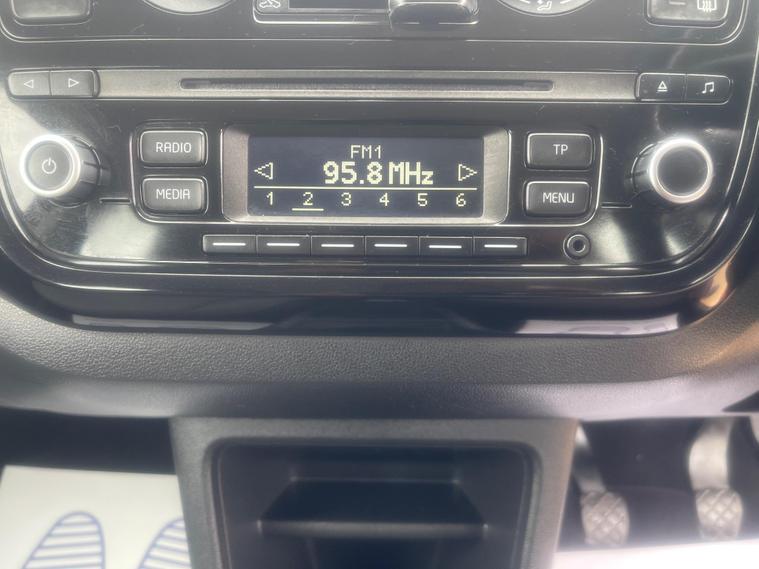 RADIO
MEDIA
FM1
95.8 MHz
1 2 3 4 5 6
TP
MENU